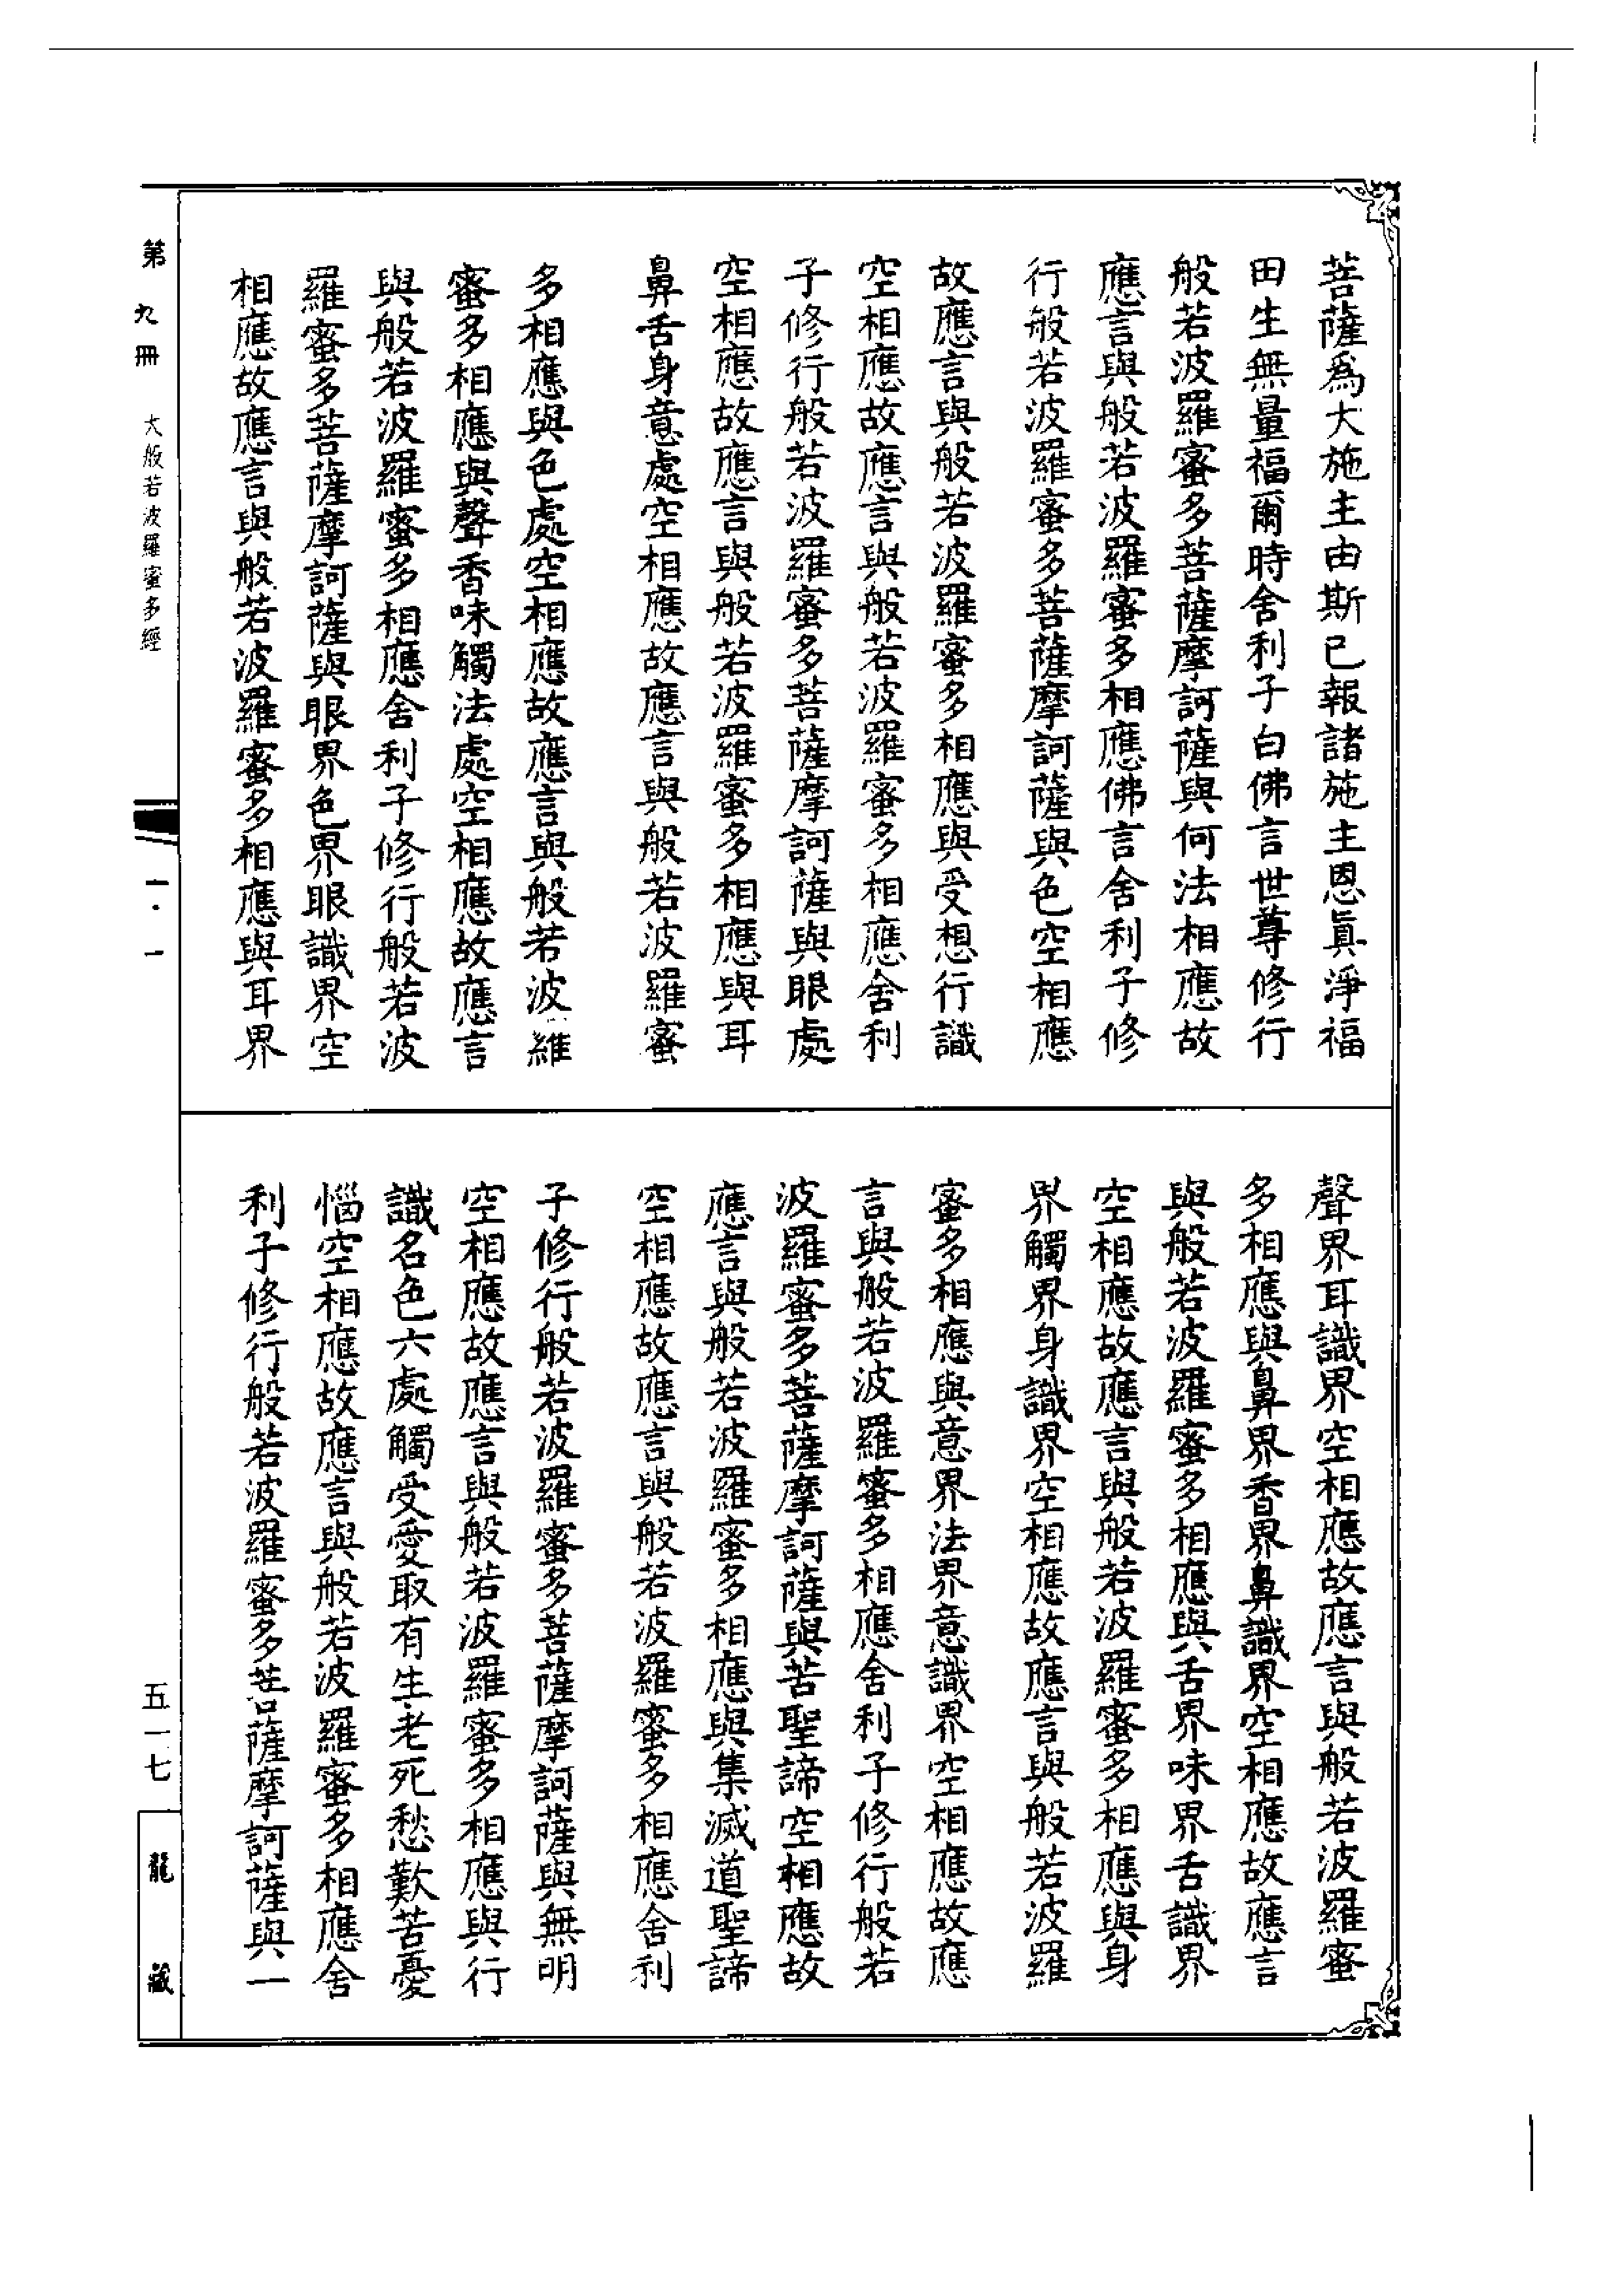 菩薩爲大施主由斯已報諸施主恩眞淨福
田生無量福爾時舍利子白佛言世尊修行
般若波羅蜜多菩薩摩訶薩與何法相應故
應言與般若波羅蜜多相應佛言舍利子修
行般若波羅蜜多菩薩摩訶薩與色空相應
故應言與般若波羅蜜多相應與受想行識
空相應故應言與般若波羅蜜多相應舍利
子修行般若波羅蜜多菩薩摩訶薩與眼處
空相應故應言與般若波羅蜜多相應與耳
鼻舌身意處空相應故應言與般若波羅蜜
多相應與色處空相應故應言與般若波羅
蜜多相應與聲香味觸法處空相應故應言
與般若波羅蜜多相應舍利子修行般若波
羅蜜多菩薩摩訶薩與眼界色界眼識界空
相應故應言與般若波羅蜜多相應與耳界
聲界耳識界空相應故應言與般若波羅蜜
多相應與鼻界香界鼻識界空相應故應言
與般若波羅蜜多相應與舌界味界舌識界
空相應故應言與般若波羅蜜多相應與身
界觸界身識界空相應故應言與般若波羅
蜜多相應與意界法界意識界空相應故應
言與般若波羅蜜多相應舍利子修行般若
波羅蜜多菩薩摩訶薩與苦聖諦空相應故
應言與般若波羅蜜多相應與集滅道聖諦
空相應故應言與般若波羅蜜多相應舍利
子修行般若波羅蜜多菩薩摩訶薩與無明
空相應故應言與般若波羅蜜多相應與行
識名色六處觸受愛取有生老死愁歎苦憂
惱空相應故應言與般若波羅蜜多相應舍
利子修行般若波羅蜜多菩薩摩訶薩與一
第九冊 大般若波羅蜜多經 一·一 五一七 龍藏